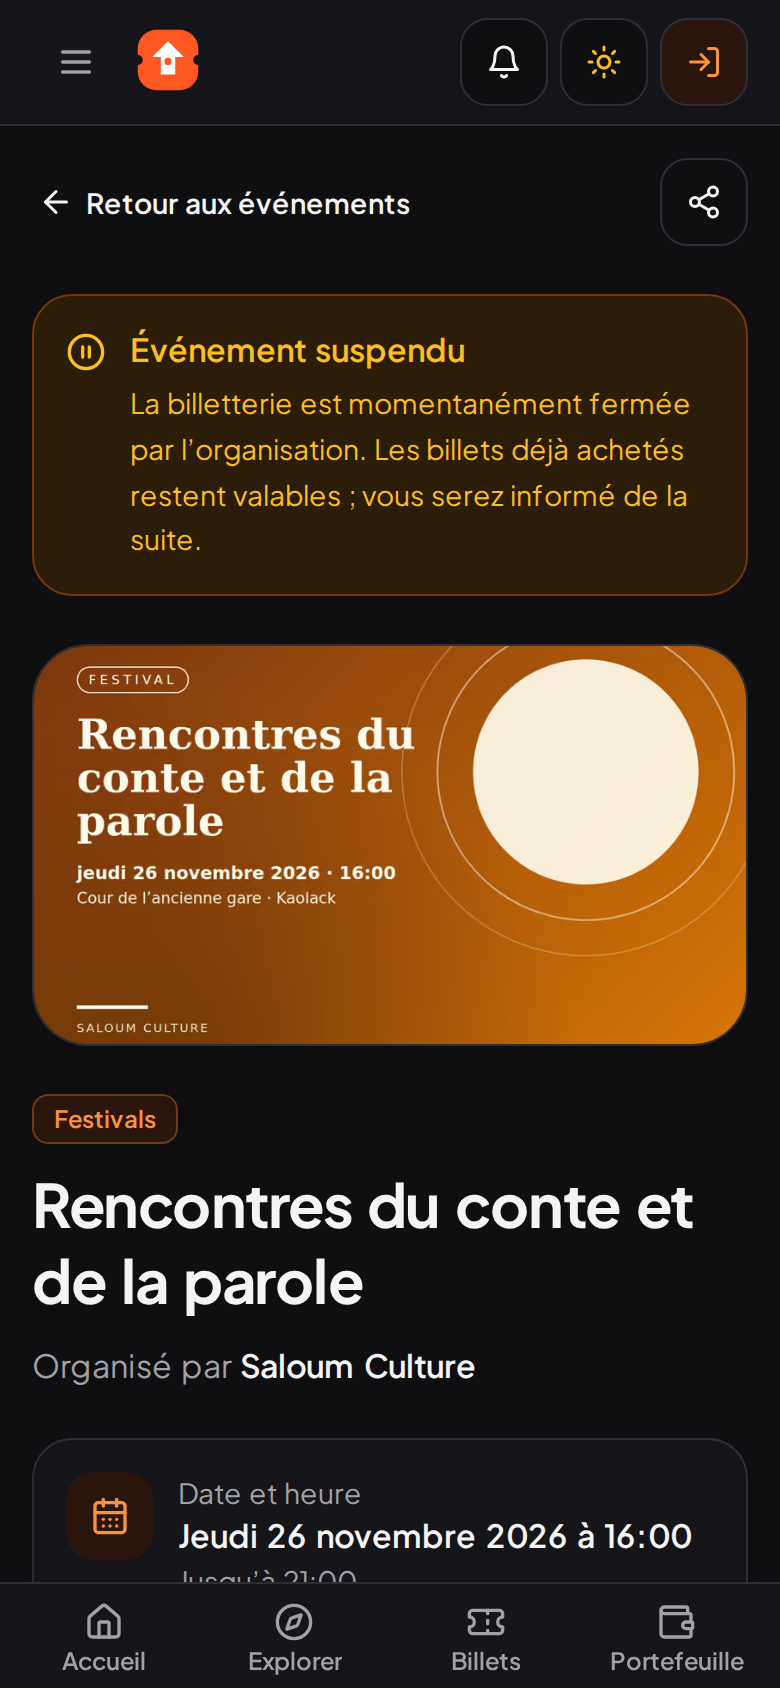 Retour aux événements
Événement suspendu
La billetterie est momentanément fermée
par l’organisation. Les billets déjà achetés
restent valables ; vous serez informé de la
suite.
FESTIVAL
Rencontres du
conte et de la
parole
jeudi 26 novembre 2026 · 16:00
Cour de l’ancienne gare · Kaolack
SALOUM CULTURE
Festivals
Rencontres du conte et
de la parole
Organisé par Saloum Culture
Date et heure
Jeudi 26 novembre 2026 à 16:00
Jusqu’à 21:00
Accueil
Explorer
Billets
Portefeuille